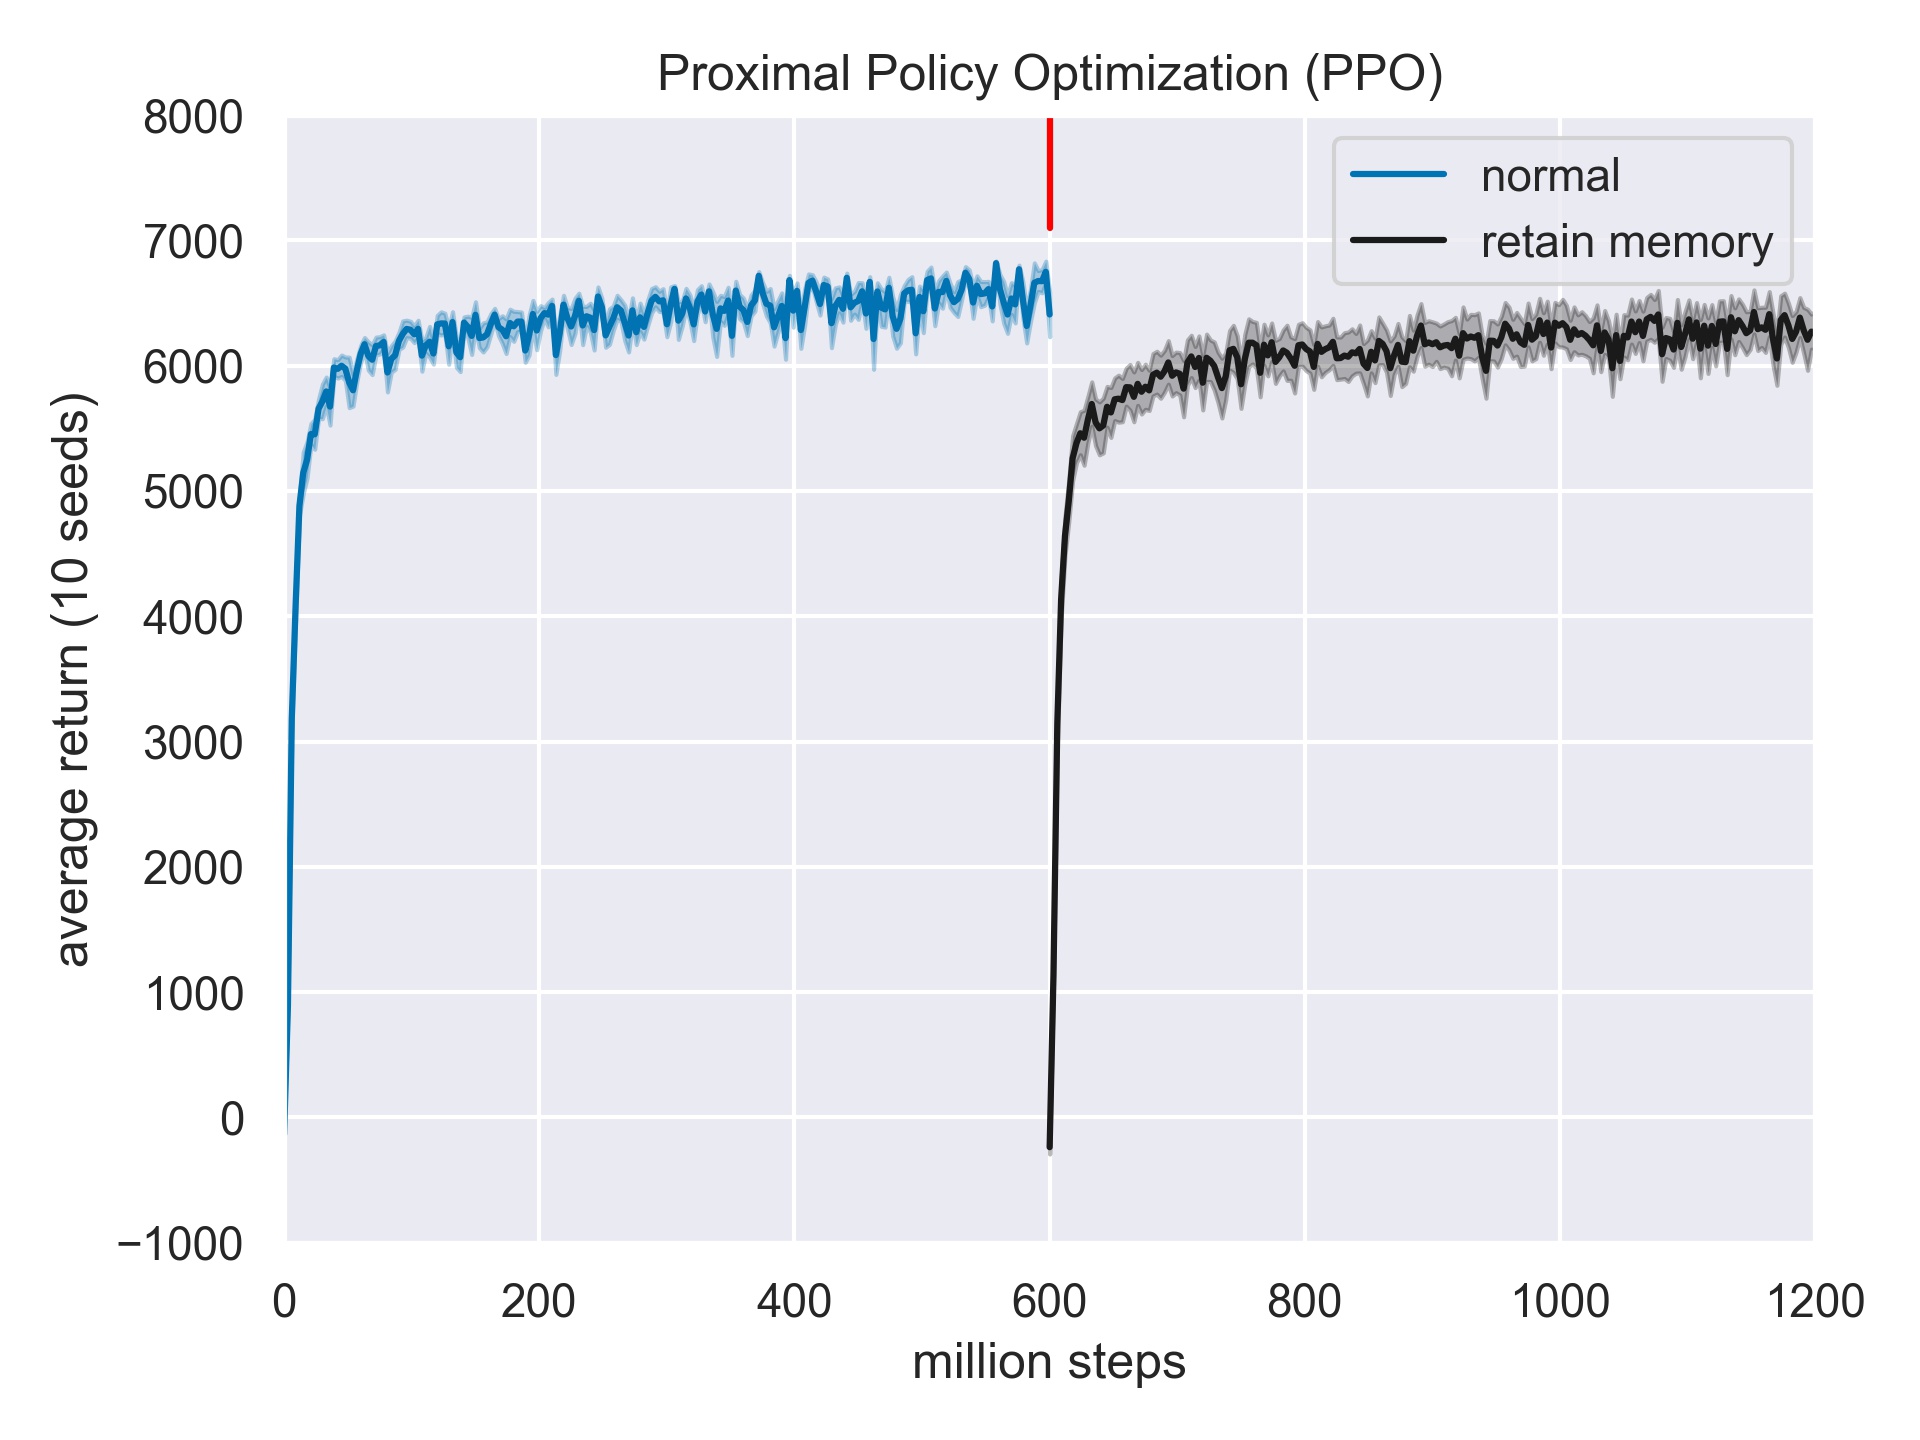 Proximal Policy Optimization (PPO)
8000
7000
6000
5000
4000
3000
2000
1000
0
−1000
average return (10 seeds)
normal
retain memory
0 200 400 600 800 1000 1200
million steps